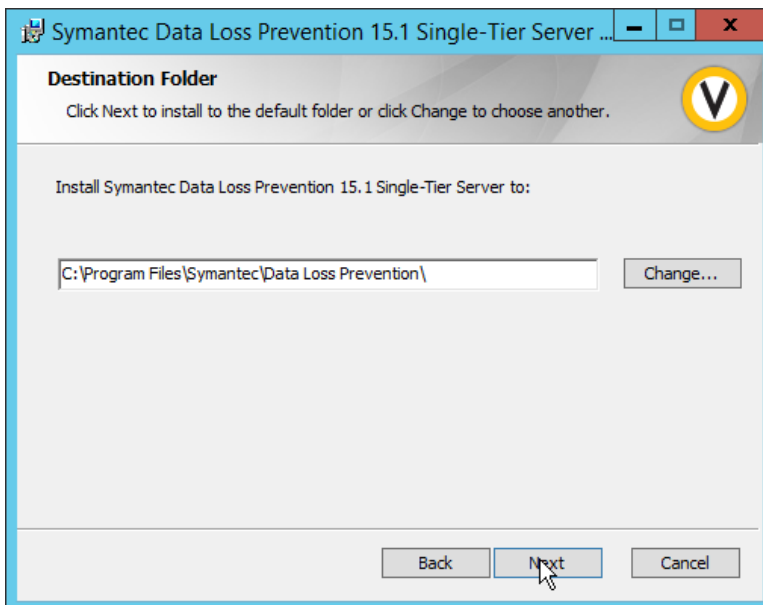 Symantec Data Loss Prevention 15.1 Single-Tier Server ...
Destination Folder
Click Next to install to the default folder or click Change to choose another.
Install Symantec Data Loss Prevention 15.1 Single-Tier Server to:
C:\Program Files\Symantec\Data Loss Prevention\
Change...
Back
Next
Cancel